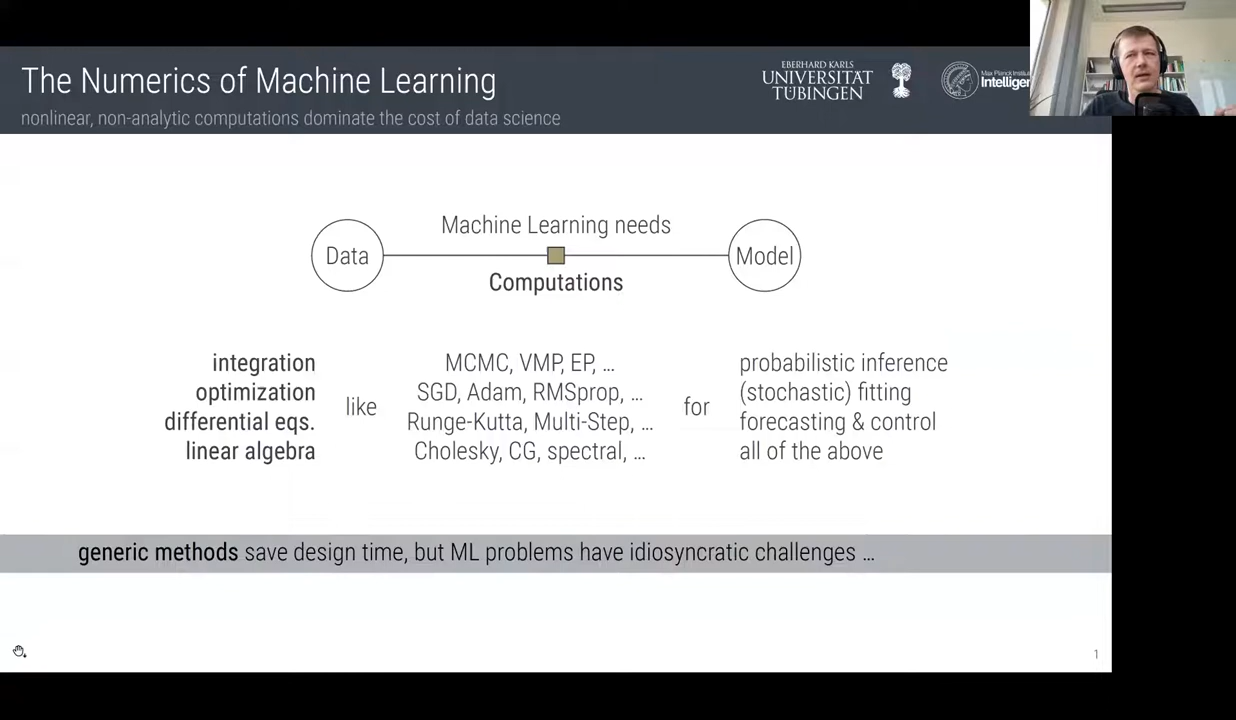 The Numerics of Machine Learning
nonlinear, non-analytic computations dominate the cost of data science
EBERHARD KARLS
UNIVERSITÄT
TÜBINGEN
Max Planck
Machine Learning needs
Data
Model
Computations
integration
optimization
differential eqs.
linear algebra
like
MCMC, VMP, EP, …
SGD, Adam, RMSprop, …
Runge-Kutta, Multi-Step, …
Cholesky, CG, spectral, …
for
probabilistic inference
(stochastic) fitting
forecasting & control
all of the above
generic methods save design time, but ML problems have idiosyncratic challenges …
1